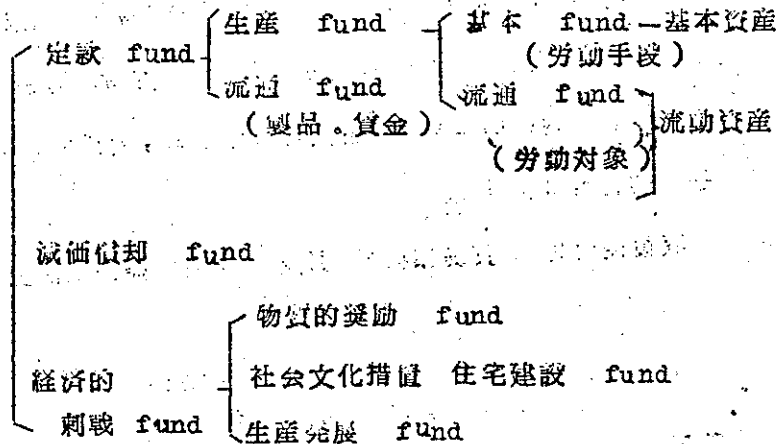 生産 fund 基本 fund—基本資産
定款 fund (労働手段)
流通 fund 流通 fund
(製品。賃金) 流動資産
(労働対象)
減価償却 fund
物質的奨励 fund
経済的 社会文化措置 住宅建設 fund
刺戟 fund 生産発展 fund